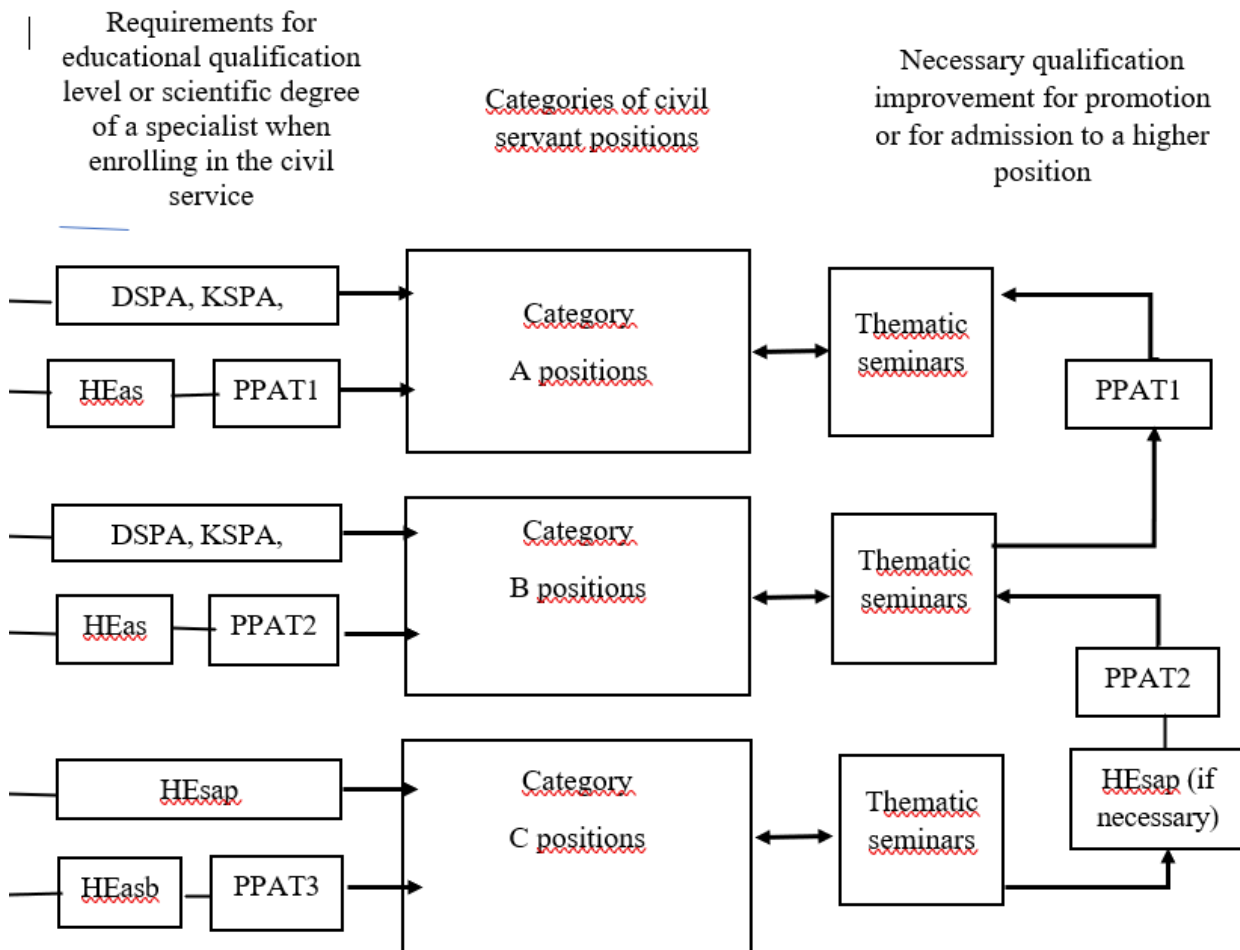 Requirements for
educational qualification
level or scientific degree
of a specialist when
enrolling in the civil
service
Categories of civil
servant positions
Necessary qualification
improvement for promotion
or for admission to a higher
position
DSPA, KSPA,
HEas
PPAT1
Category
A positions
Thematic
seminars
PPAT1
DSPA, KSPA,
HEas
PPAT2
Category
B positions
Thematic
seminars
PPAT2
HEsap
HEasb
PPAT3
Category
C positions
Thematic
seminars
HEsap (if
necessary)